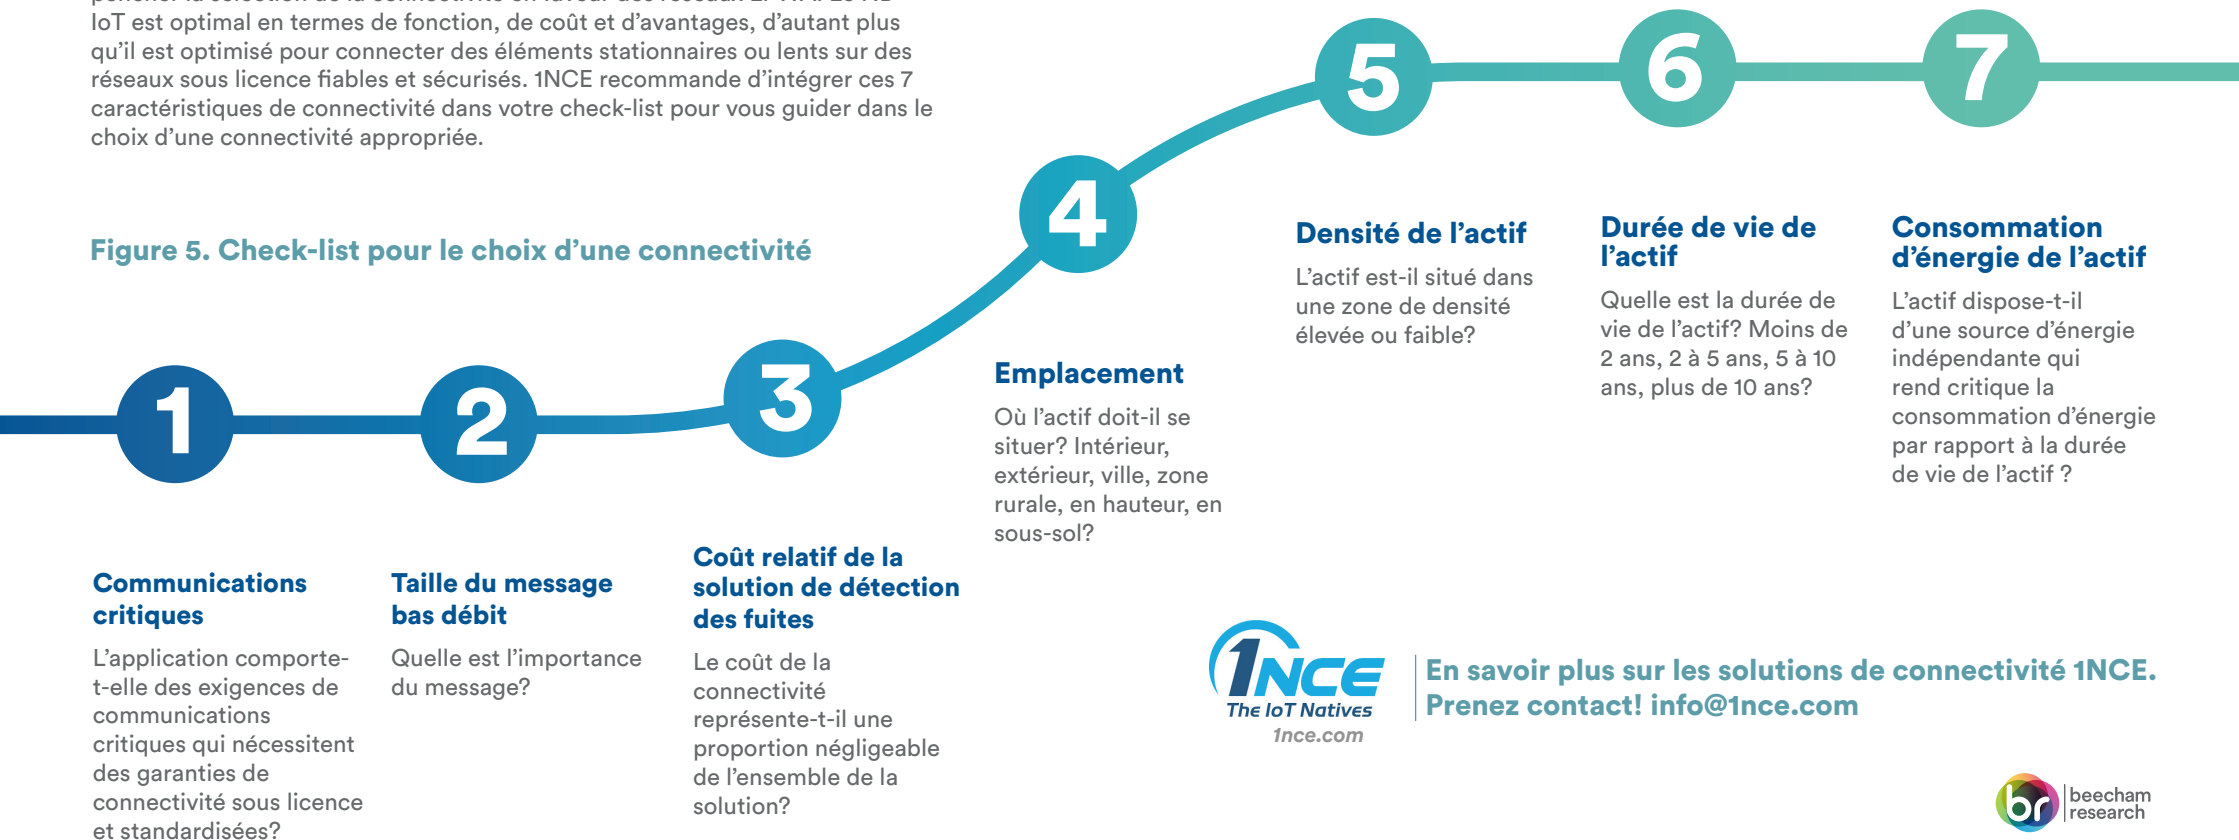 IoT est optimal en termes de fonction, de coût et d’avantages, d’autant plus
qu’il est optimisé pour connecter des éléments stationnaires ou lents sur des
réseaux sous licence fiables et sécurisés. 1NCE recommande d’intégrer ces 7
caractéristiques de connectivité dans votre check-list pour vous guider dans le
choix d’une connectivité appropriée.
Figure 5. Check-list pour le choix d’une connectivité
1
Communications
critiques
L’application comporte-
t-elle des exigences de
communications
critiques qui nécessitent
des garanties de
connectivité sous licence
et standardisées?
2
Taille du message
bas débit
Quelle est l’importance
du message?
3
Coût relatif de la
solution de détection
des fuites
Le coût de la
connectivité
représente-t-il une
proportion négligeable
de l’ensemble de la
solution?
4
Emplacement
Où l’actif doit-il se
situer? Intérieur,
extérieur, ville, zone
rurale, en hauteur, en
sous-sol?
5
Densité de l’actif
L’actif est-il situé dans
une zone de densité
élevée ou faible?
6
Durée de vie de
l’actif
Quelle est la durée de
vie de l’actif? Moins de
2 ans, 2 à 5 ans, 5 à 10
ans, plus de 10 ans?
7
Consommation
d’énergie de l’actif
L’actif dispose-t-il
d’une source d’énergie
indépendante qui
rend critique la
consommation d’énergie
par rapport à la durée
de vie de l’actif ?
1NCE
The IoT Natives
1nce.com
En savoir plus sur les solutions de connectivité 1NCE.
Prenez contact! info@1nce.com
br
beecham
research